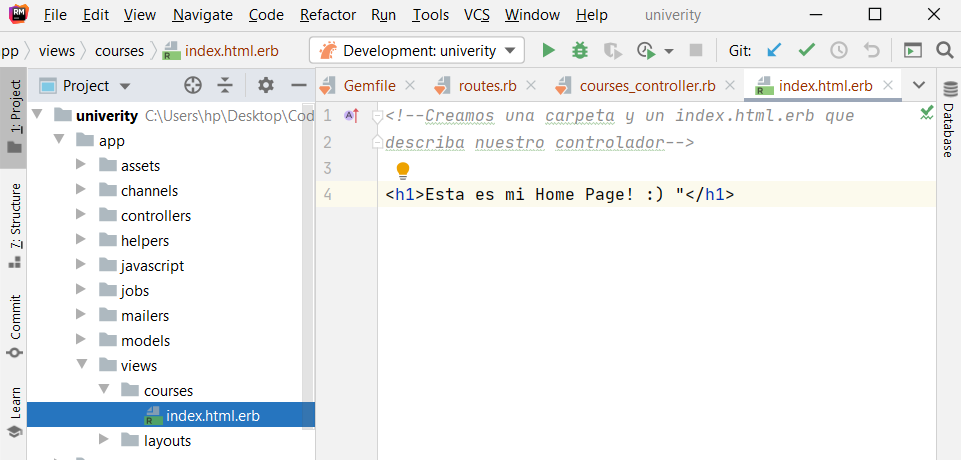 RM File Edit View Navigate Code Refactor Run Tools VCS Window Help univerity
app views courses index.html.erb Development: univerity Git:
Project
Gemfile routes.rb courses_controller.rb index.html.erb
1: Project
7: Structure
Commit
Learn
univerity C:\Users\hp\Desktop\Cod
app
assets
channels
controllers
helpers
javascript
jobs
mailers
models
views
courses
index.html.erb
layouts
1 <!--Creamos una carpeta y un index.html.erb que
2 describa nuestro controlador-->
3
4 <h1>Esta es mi Home Page! :) "</h1>
Database